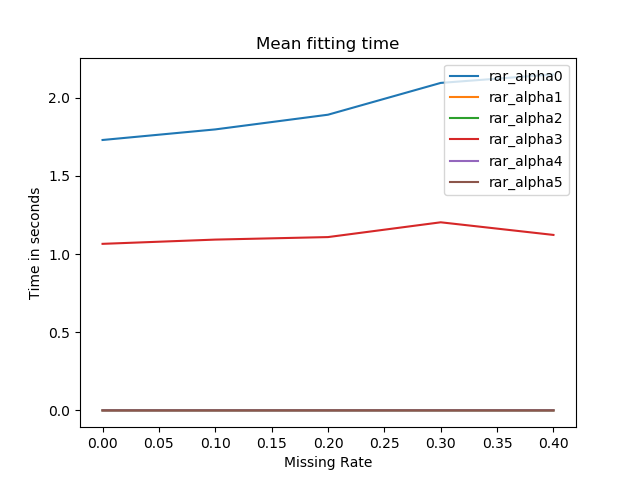 Mean fitting time
rar_alpha0
rar_alpha1
rar_alpha2
rar_alpha3
rar_alpha4
rar_alpha5
Time in seconds
2.0
1.5
1.0
0.5
0.0
0.00 0.05 0.10 0.15 0.20 0.25 0.30 0.35 0.40
Missing Rate